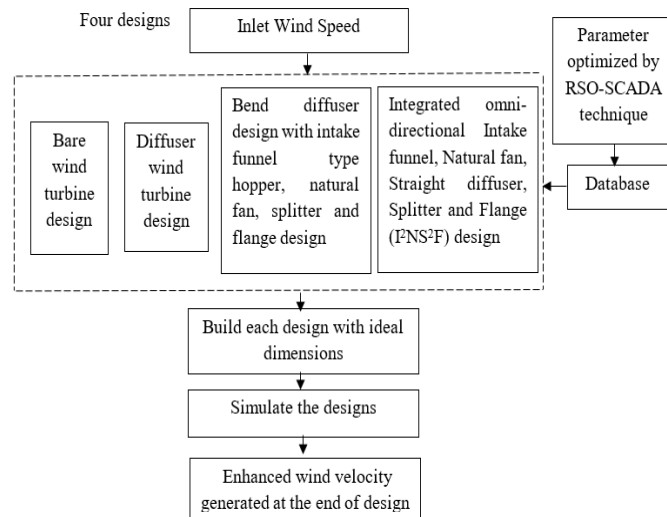 Four designs
Inlet Wind Speed
Parameter
optimized by
RSO-SCADA
technique
Database
Bare
wind
turbine
design
Diffuser
wind
turbine
design
Bend diffuser
design with intake
funnel type
hopper, natural
fan, splitter and
flange design
Integrated omni-
directional Intake
funnel, Natural fan,
Straight diffuser,
Splitter and Flange
(I²NS²F) design
Build each design with ideal
dimensions
Simulate the designs
Enhanced wind velocity
generated at the end of design